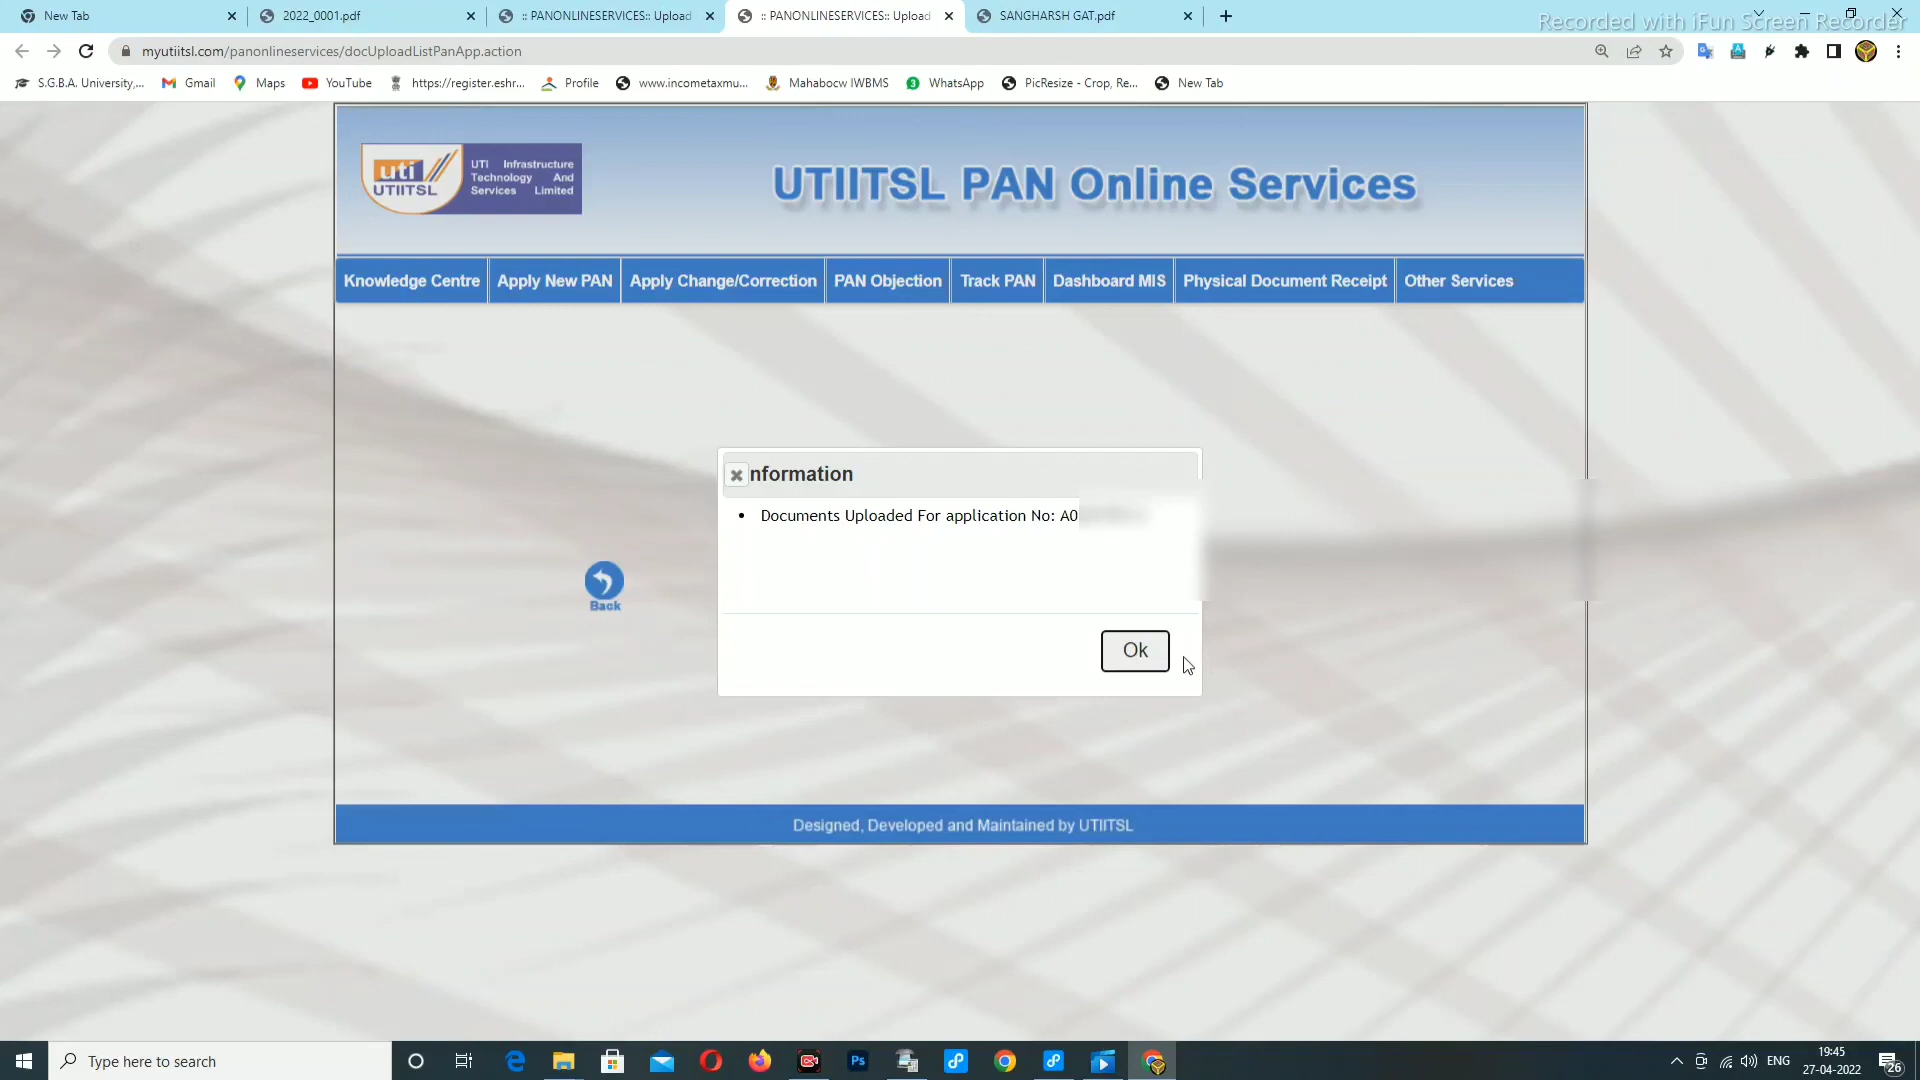 New Tab
2022_0001.pdf
:: PANONLINESERVICES:: Upload
:: PANONLINESERVICES:: Upload
SANGHARSH GAT.pdf
Recorded with iFun Screen Recorder
myutiitsl.com/panonlineservices/docUploadListPanApp.action
S.G.B.A. University,...
Gmail
Maps
YouTube
https://register.eshr...
Profile
www.incometaxmu...
Mahabocw IWBMS
3
WhatsApp
PicResize - Crop, Re...
New Tab
uti
UTIITSL
UTI Infrastructure
Technology And
Services Limited
UTIITSL PAN Online Services
Knowledge Centre
Apply New PAN
Apply Change/Correction
PAN Objection
Track PAN
Dashboard MIS
Physical Document Receipt
Other Services
nformation
• Documents Uploaded For application No: A0
Back
Ok
Designed, Developed and Maintained by UTIITSL
Type here to search
Ps
ENG
19:45
27-04-2022
26